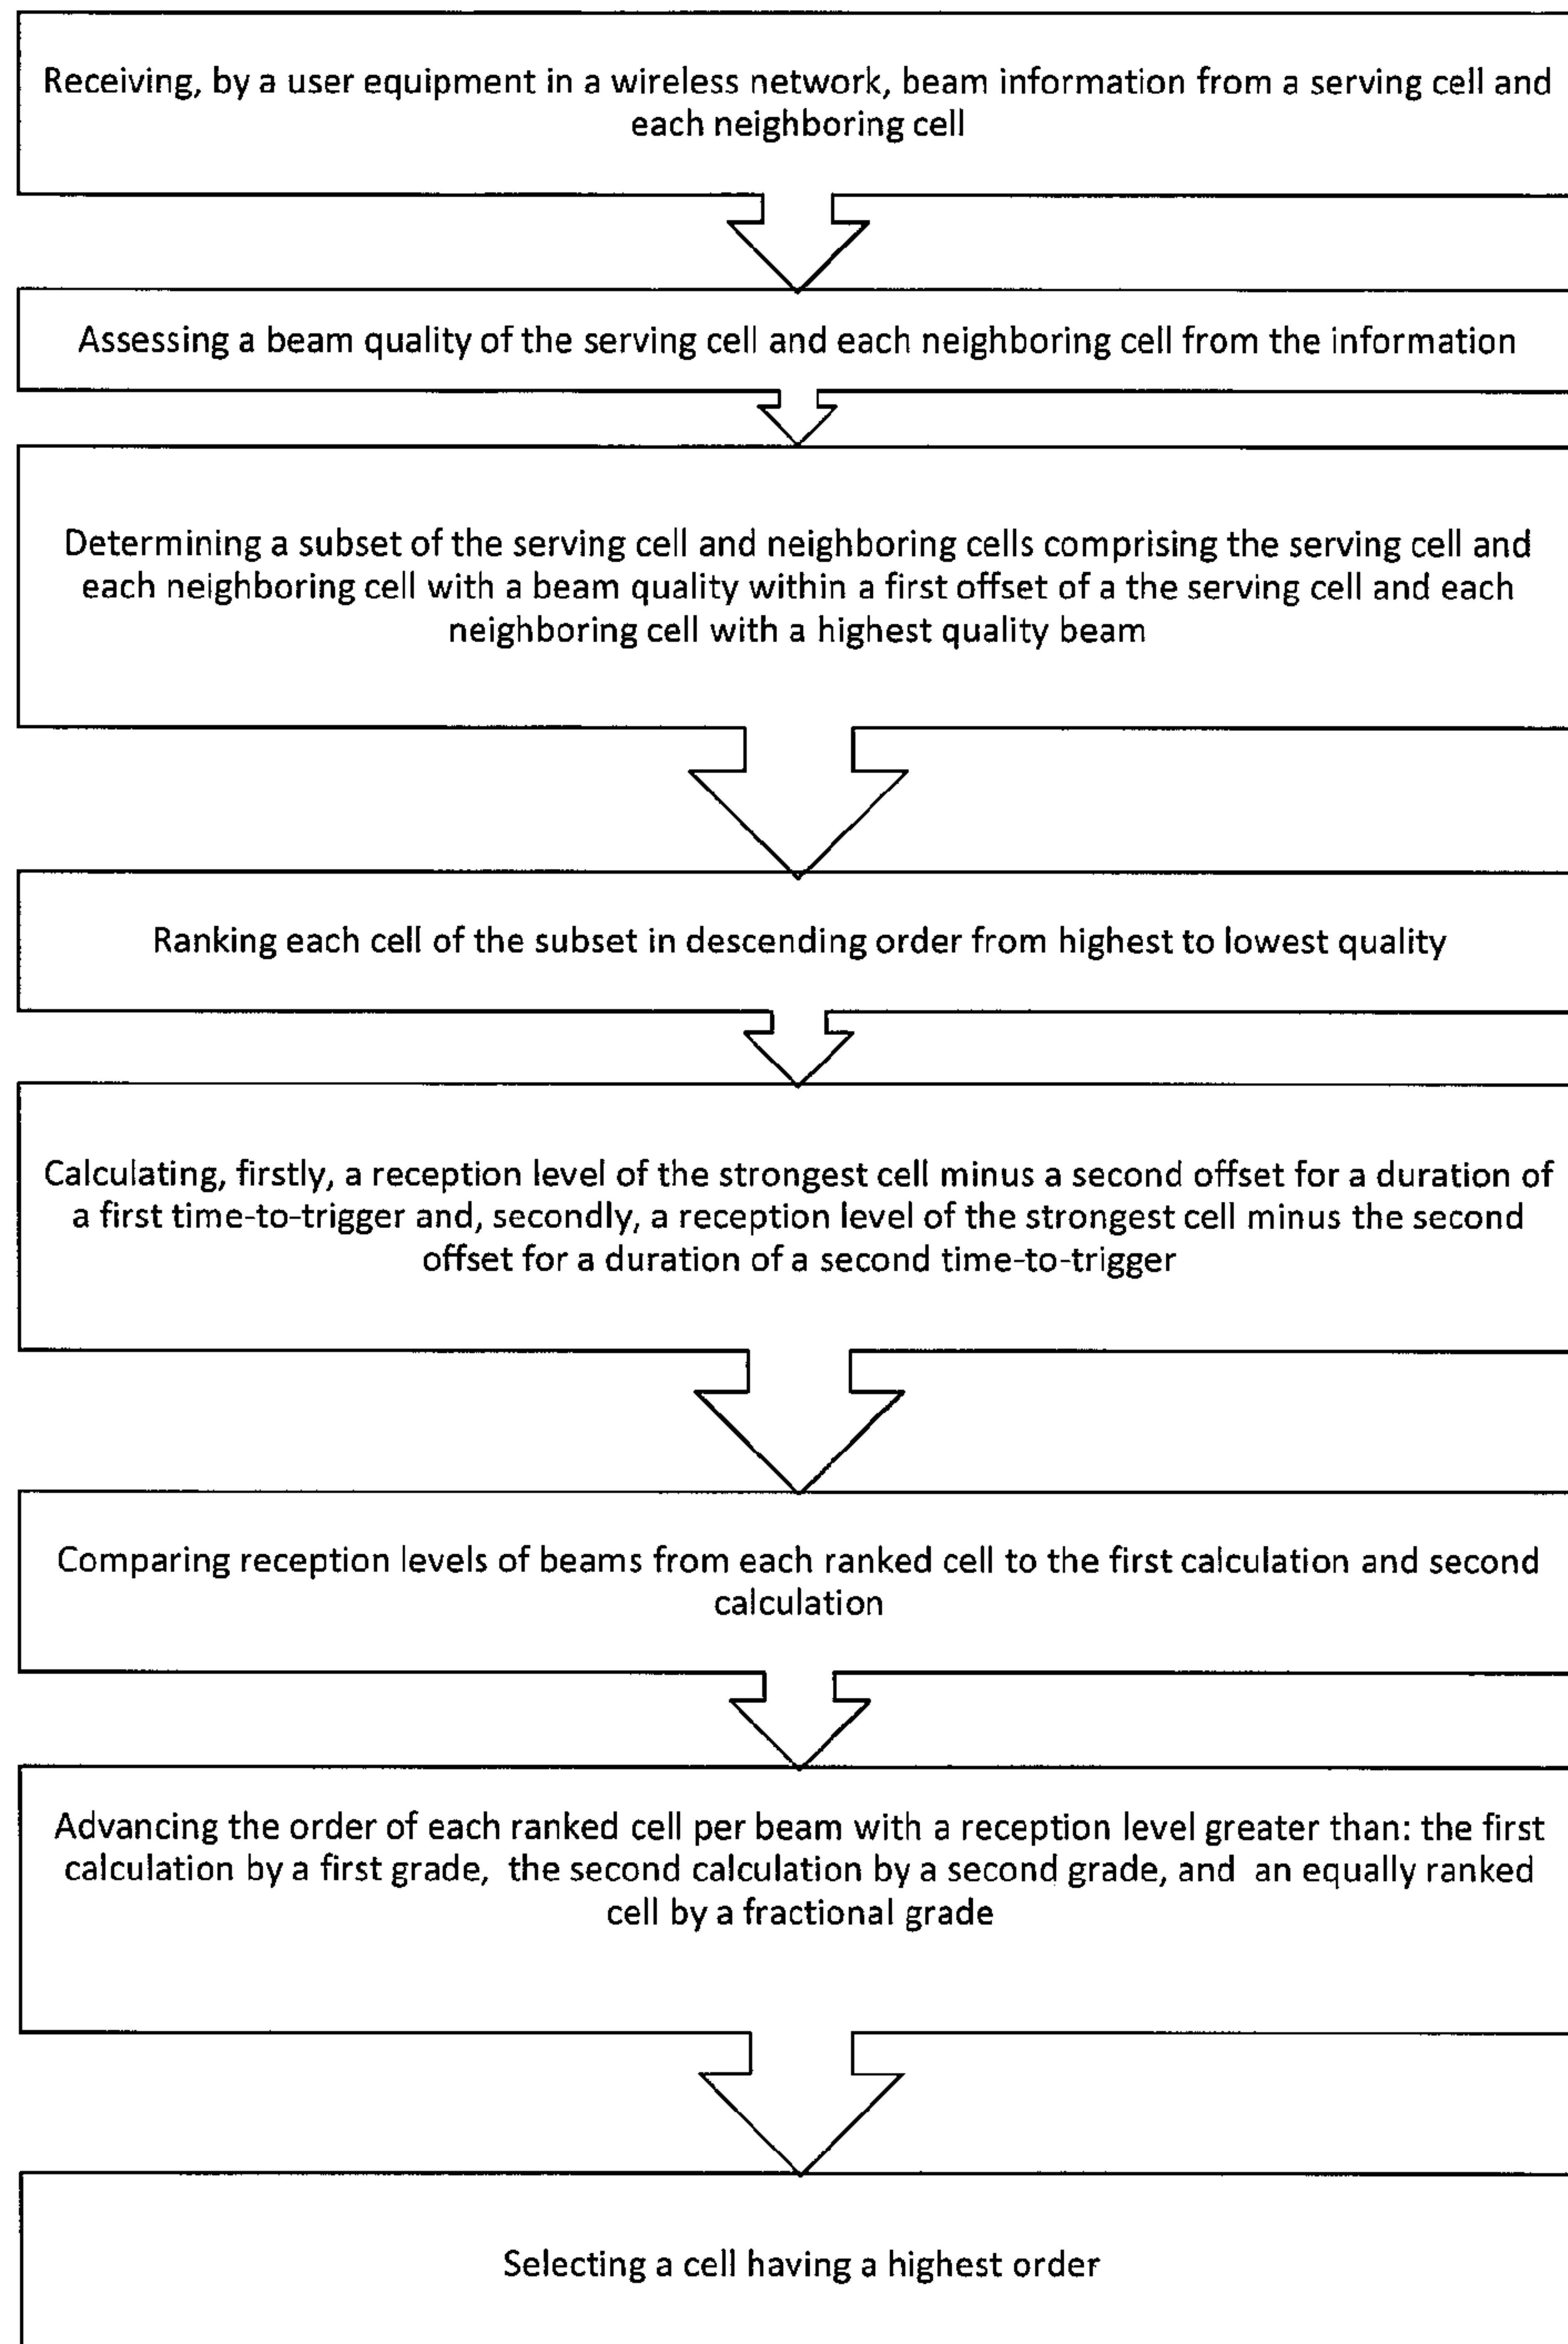 Receiving, by a user equipment in a wireless network, beam information from a serving cell and
each neighboring cell
Assessing a beam quality of the serving cell and each neighboring cell from the information
Determining a subset of the serving cell and neighboring cells comprising the serving cell and
each neighboring cell with a beam quality within a first offset of a the serving cell and each
neighboring cell with a highest quality beam
Ranking each cell of the subset in descending order from highest to lowest quality
Calculating, firstly, a reception level of the strongest cell minus a second offset for a duration of
a first time-to-trigger and, secondly, a reception level of the strongest cell minus the second
offset for a duration of a second time-to-trigger
Comparing reception levels of beams from each ranked cell to the first calculation and second
calculation
Advancing the order of each ranked cell per beam with a reception level greater than: the first
calculation by a first grade, the second calculation by a second grade, and an equally ranked
cell by a fractional grade
Selecting a cell having a highest order